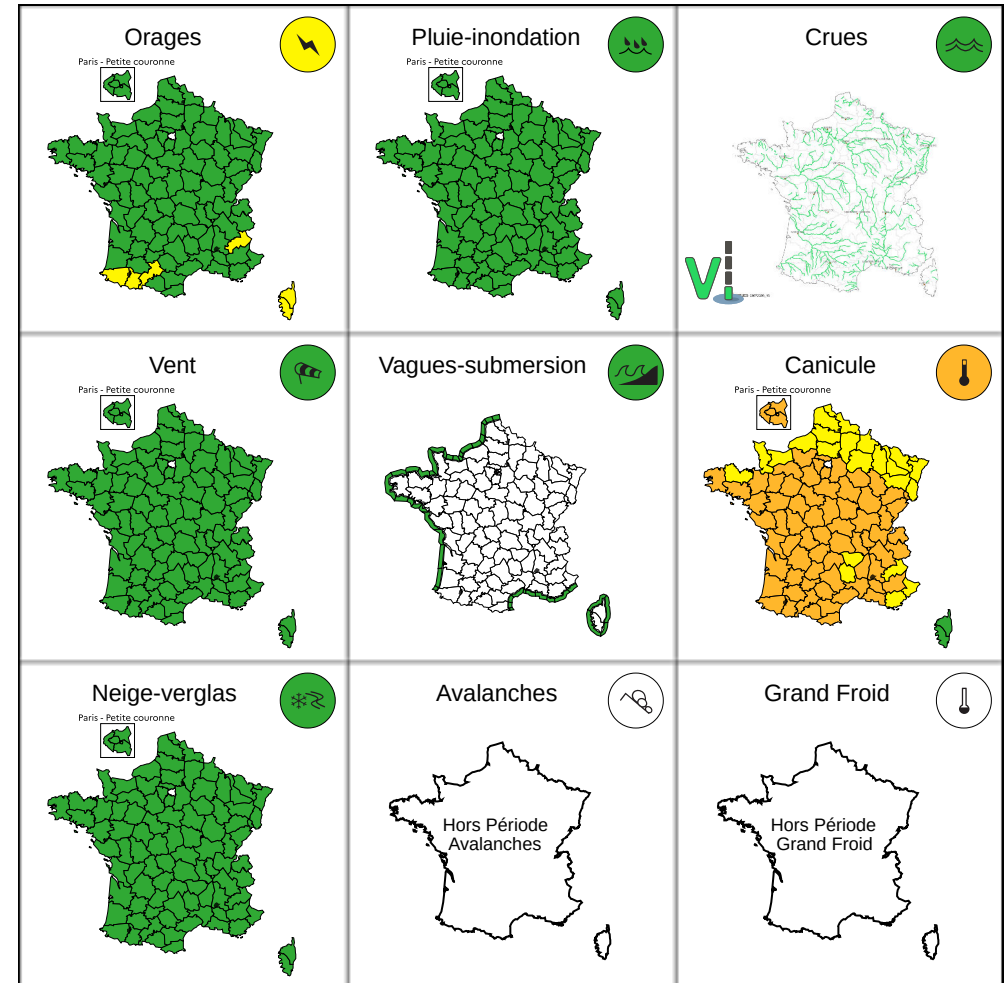 Orages
Paris - Petite couronne
Pluie-inondation
Paris - Petite couronne
Crues
Vi
Vent
Paris - Petite couronne
Vagues-submersion
Canicule
Paris - Petite couronne
Neige-verglas
Paris - Petite couronne
Avalanches
Hors Période
Avalanches
Grand Froid
Hors Période
Grand Froid